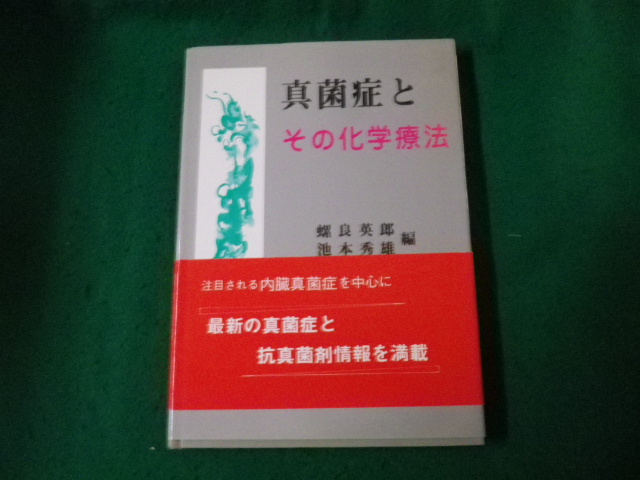 真菌症と
その化学療法
螺良英郎
池本秀雄
編
注目される内臓真菌症を中心に
最新の真菌症と
抗真菌剤情報を満載